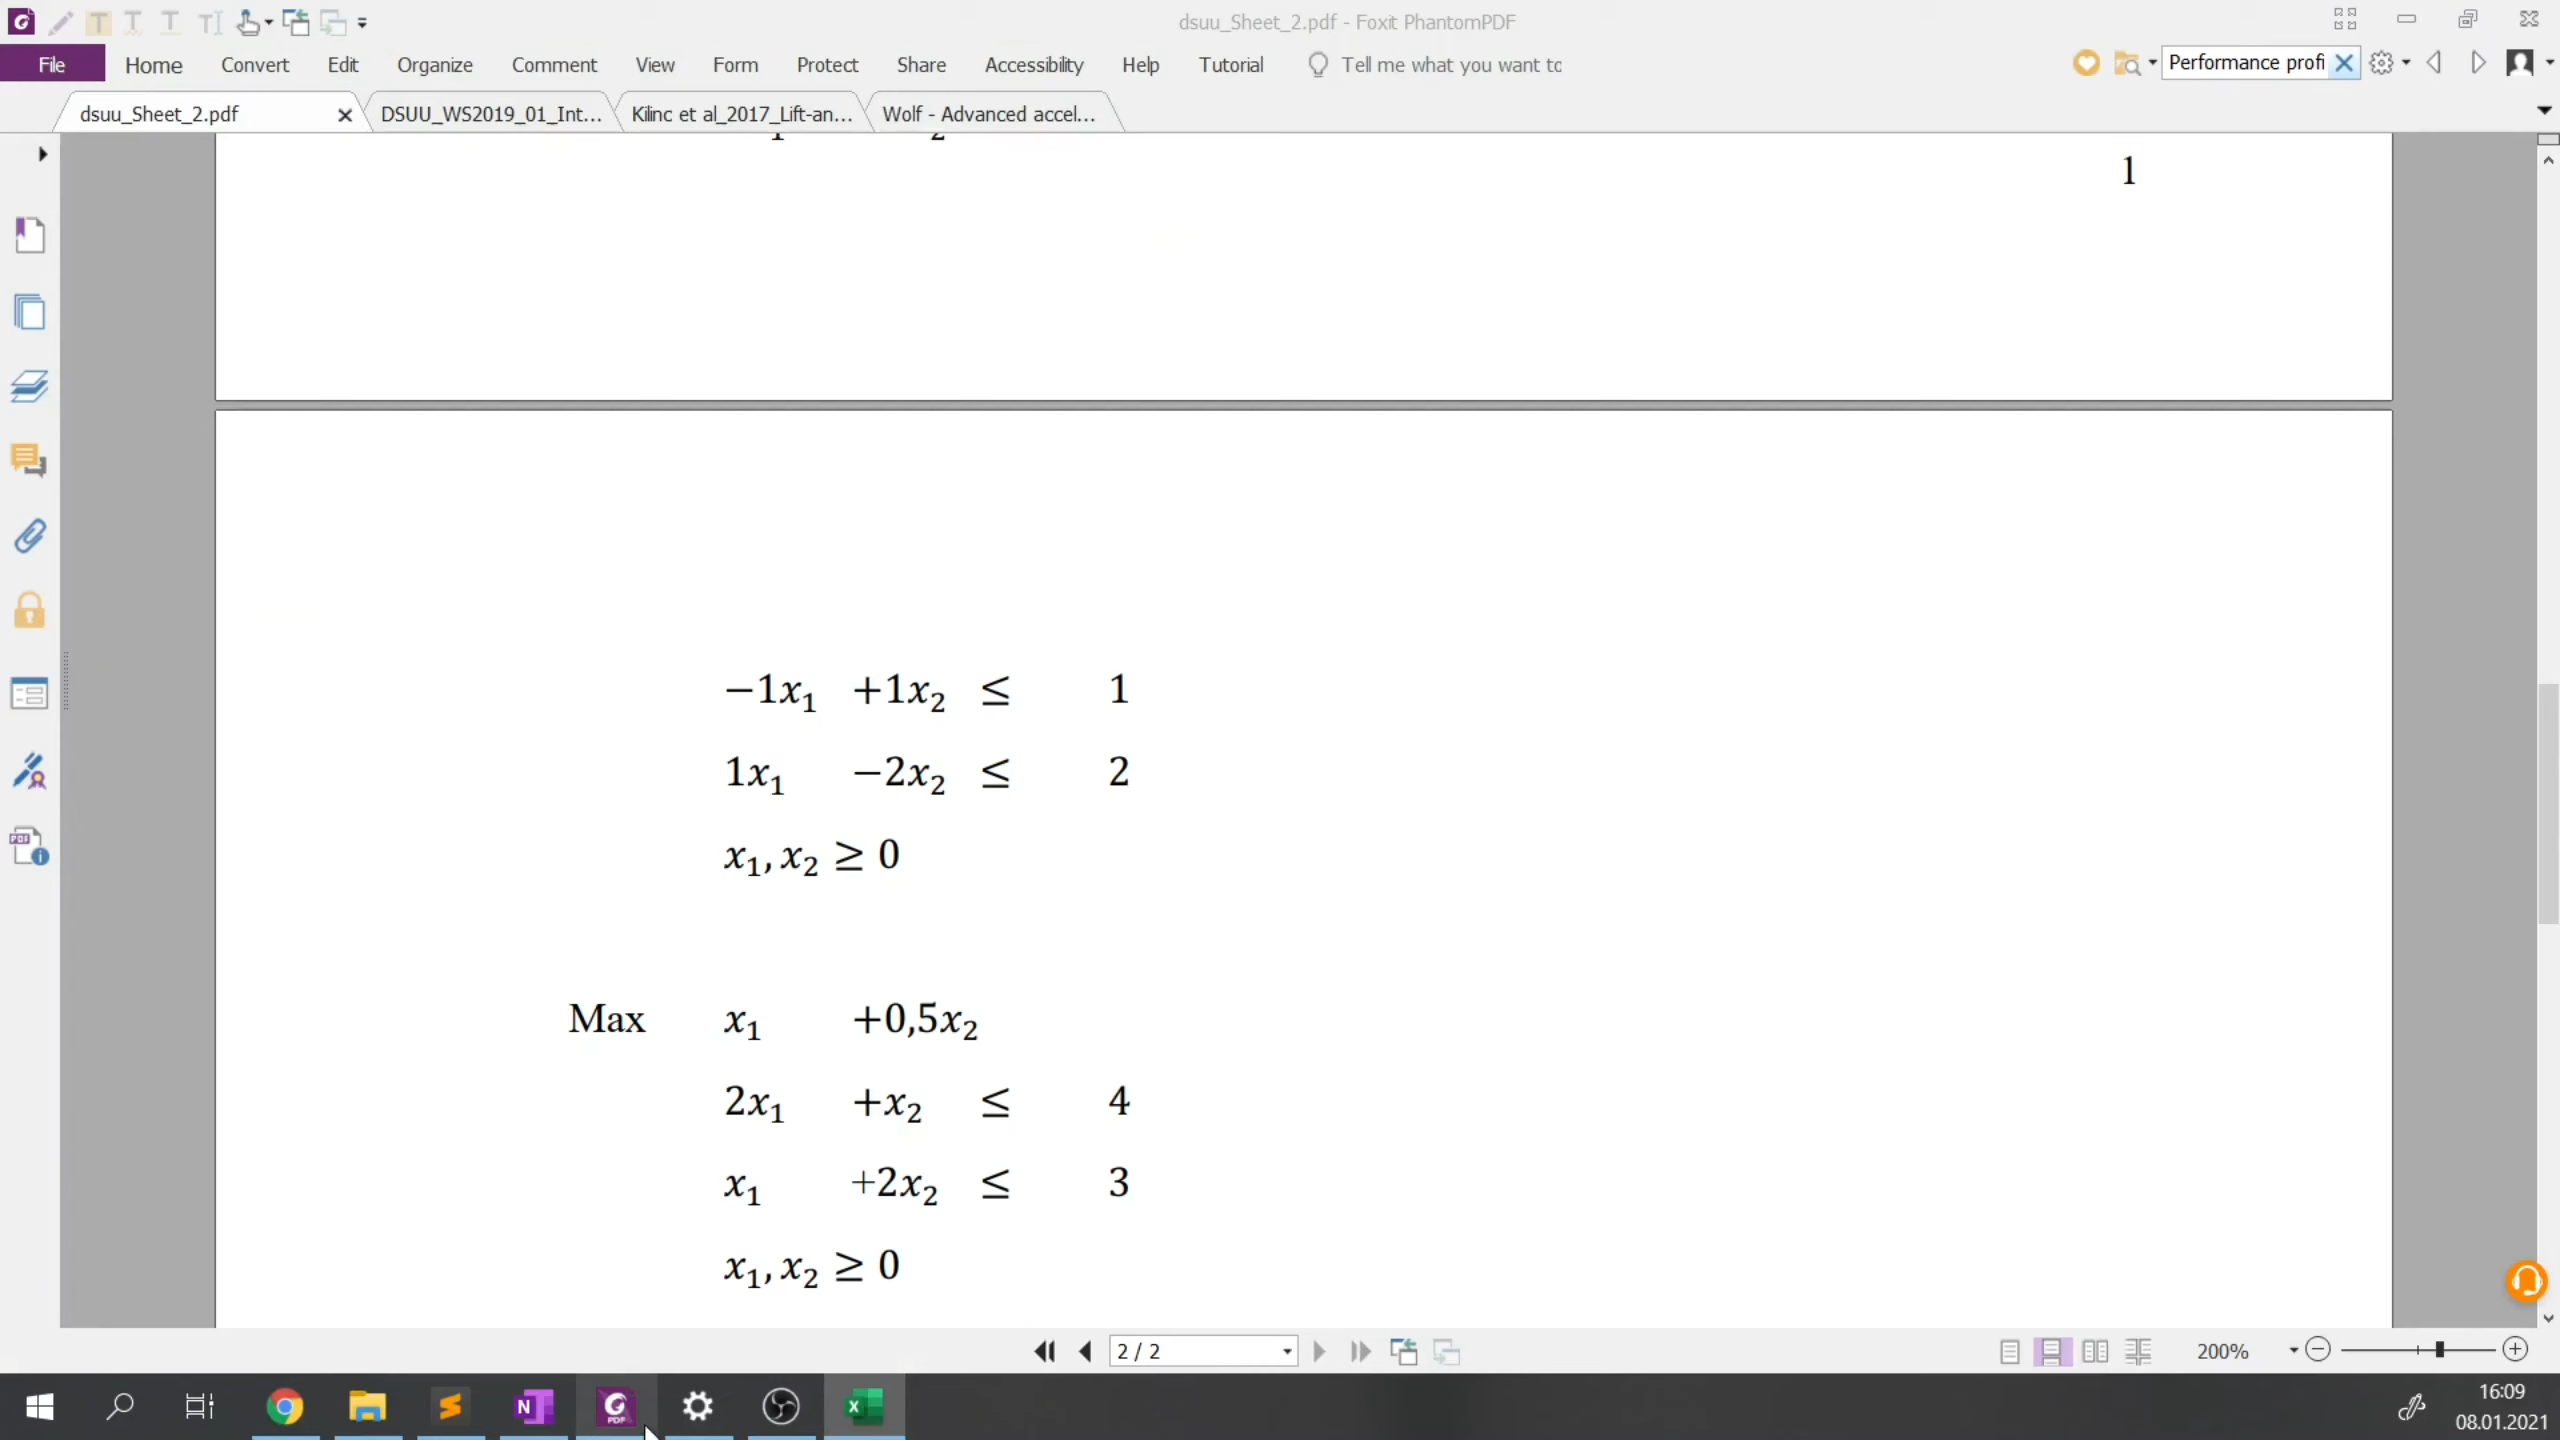 dsuu_Sheet_2.pdf - Foxit PhantomPDF
File Home Convert Edit Organize Comment View Form Protect Share Accessibility Help Tutorial Tell me what you want to Performance profi
dsuu_Sheet_2.pdf DSUU_WS2019_01_Int... Kilinc et al_2017_Lift-an... Wolf - Advanced accel...
1
−1x₁ +1x₂ ≤ 1
1x₁ −2x₂ ≤ 2
x₁, x₂ ≥ 0
Max x₁ +0,5x₂
2x₁ +x₂ ≤ 4
x₁ +2x₂ ≤ 3
x₁, x₂ ≥ 0
2 / 2 200%
16:09
08.01.2021